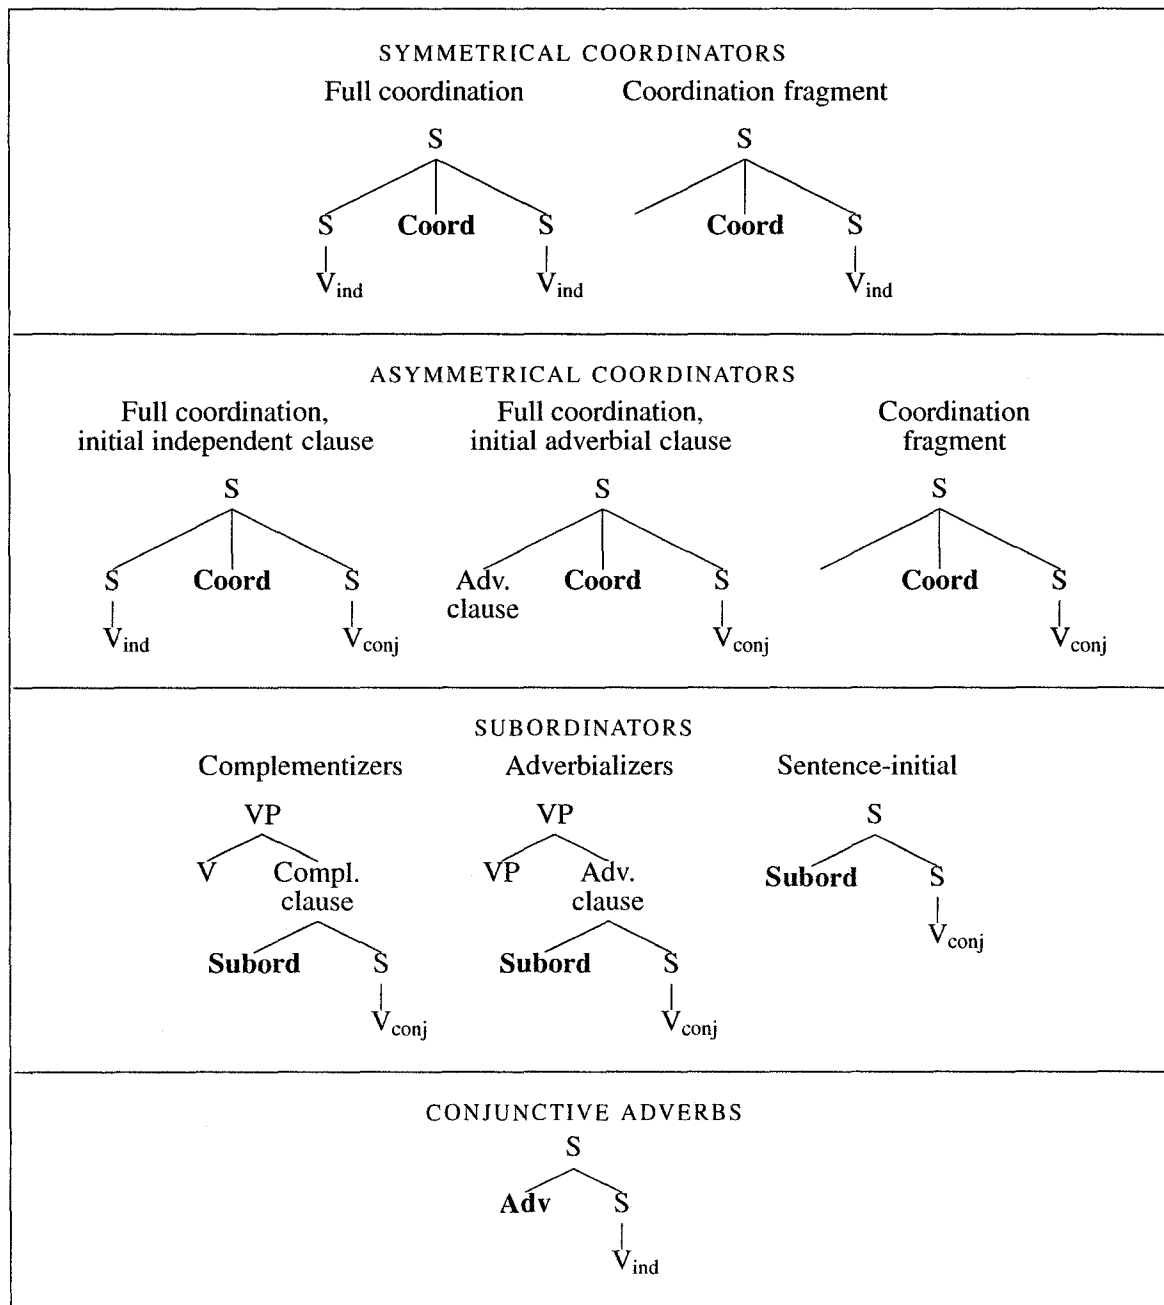 SYMMETRICAL COORDINATORS
Full coordination Coordination fragment
S S
S Coord S Coord S
V_ind V_ind V_ind
ASYMMETRICAL COORDINATORS
Full coordination, Full coordination, Coordination
initial independent clause initial adverbial clause fragment
S S S
S Coord S Adv. Coord S Coord S
clause
V_ind V_conj V_conj V_conj
SUBORDINATORS
Complementizers Adverbializers Sentence-initial
VP VP S
V Compl. VP Adv. Subord S
clause clause
V_conj
Subord S Subord S
V_conj V_conj
CONJUNCTIVE ADVERBS
S
Adv S
V_ind